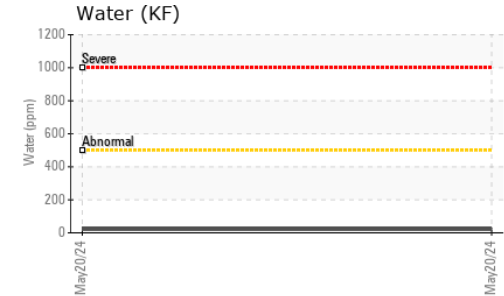 Water (KF)
1200
Severe
1000
800
Water (ppm)
600
Abnormal
400
200
0
May20/24
May20/24